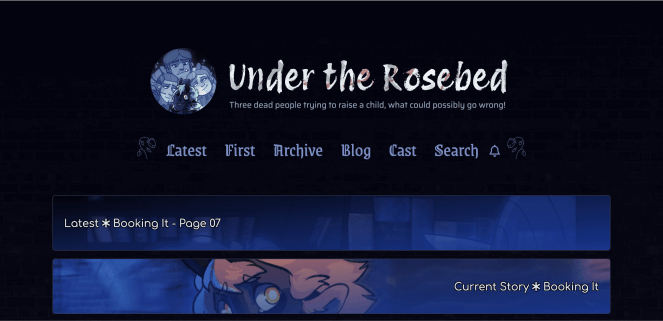 Under the Rosebed
Three dead people trying to raise a child, what could possibly go wrong!
Latest First Archive Blog Cast Search
Latest * Booking It - Page 07
Current Story * Booking It